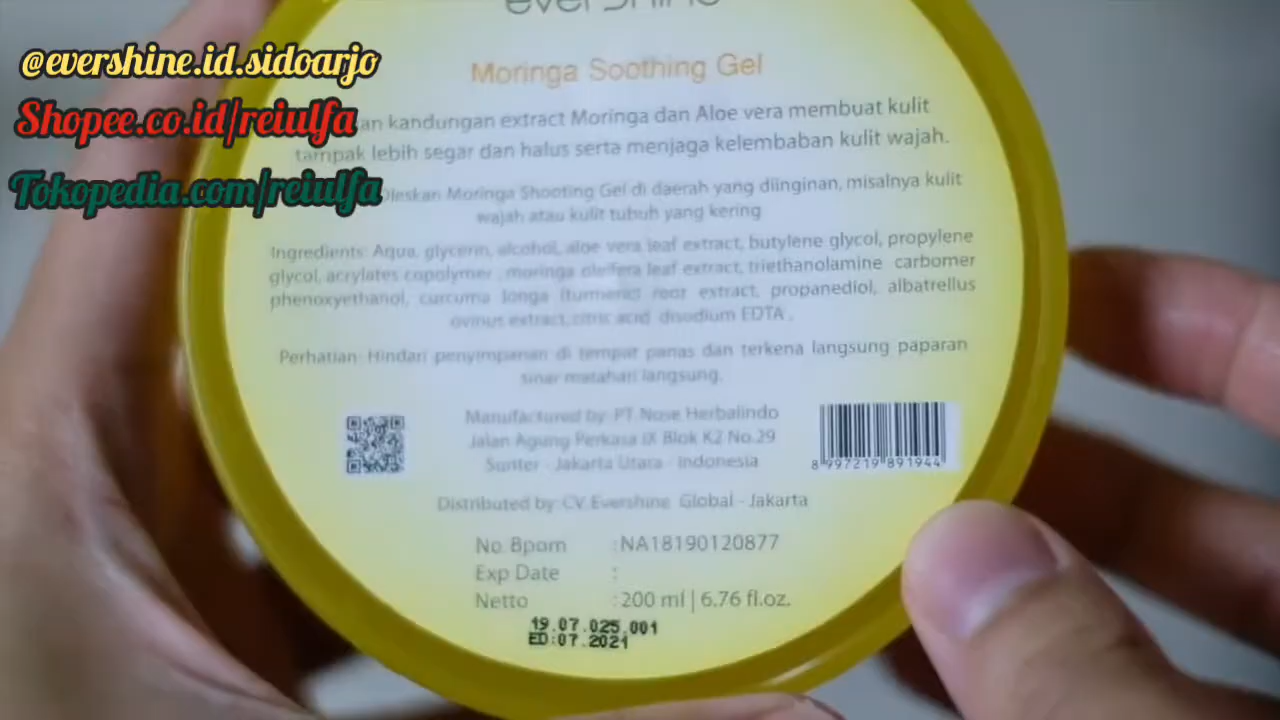 everShine
@evershine.id.sidoarjo
Moringa Soothing Gel
Shopee.co.id/reiulfa
kandungan extract Moringa dan Aloe vera membuat kulit
tampak lebih segar dan halus serta menjaga kelembaban kulit wajah.
Tokopedia.com/reiulfa
Moringa Shooting Gel di daerah yang diinginan, misalnya kulit
wajah atau kulit tubuh yang kering
Ingredients: Aqua, glycerin, alcohol, aloe vera leaf extract, butylene glycol, propylene
glycol, acrylates copolymer , moringa oleifera leaf extract, triethanolamine carbomer
phenoxyethanol, curcuma longa (turmeric) root extract, propanediol, albatrellus
ovinus extract, citric acid disodium EDTA .
Perhatian: Hindari penyimpanan di tempat panas dan terkena langsung paparan
sinar matahari langsung.
Manufactured by: PT. Nose Herbalindo
Jalan Agung Perkasa IX Blok K2 No.29
Sunter - Jakarta Utara - Indonesia
8 997219 891944
Distributed by: CV. Evershine Global - Jakarta
No. Bpom : NA18190120877
Exp Date :
Netto : 200 ml | 6.76 fl.oz.
19.07.025.001
ED:07.2021